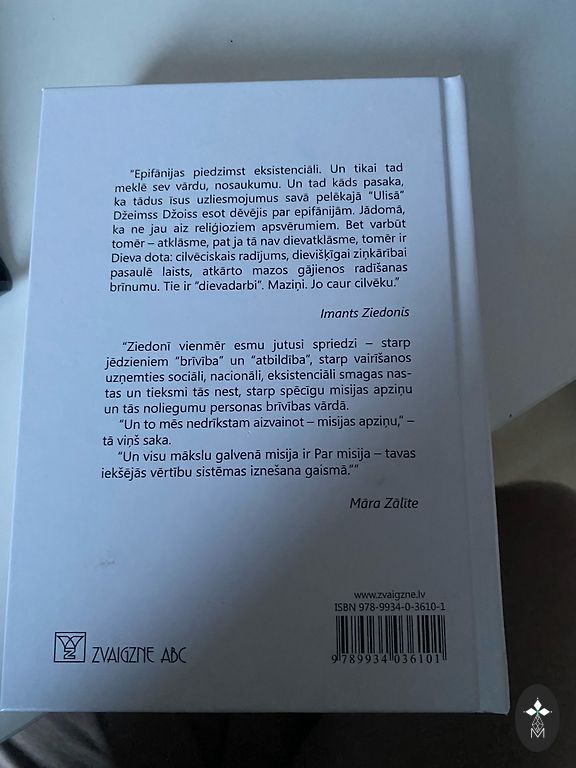 "Epifānijas piedzimst eksistenciāli. Un tikai tad
meklē sev vārdu, nosaukumu. Un tad kāds pasaka,
ka tādus īsus uzliesmojumus savā pelēkajā "Ulisā"
Džeimss Džoiss esot dēvējis par epifānijām. Jādomā,
ka ne jau aiz reliģioziem apsvērumiem. Bet varbūt
tomēr – atklāsme, pat ja tā nav dievatklāsme, tomēr ir
Dieva dota: cilvēciskais radījums, dievišķīgai ziņkārībai
pasaulē laists, atkārto mazos gājienos radīšanas
brīnumu. Tie ir "dievadarbi". Maziņi. Jo caur cilvēku."
Imants Ziedonis
"Ziedonī vienmēr esmu jutusi spriedzi – starp
jēdzieniem "brīvība" un "atbildība", starp vairīšanos
uzņemties sociāli, nacionāli, eksistenciāli smagas nas-
tas un tieksmi tās nest, starp spēcīgu misijas apziņu
un tās noliegumu personas brīvības vārdā.
"Un to mēs nedrīkstam aizvainot – misijas apziņu," –
tā viņš saka.
"Un visu mākslu galvenā misija ir Par misija – tavas
iekšējās vērtību sistēmas iznešana gaismā.""
Māra Zālīte
www.zvaigzne.lv
ISBN 978-9934-0-3610-1
9 789934 036101
ZVAIGZNE ABC